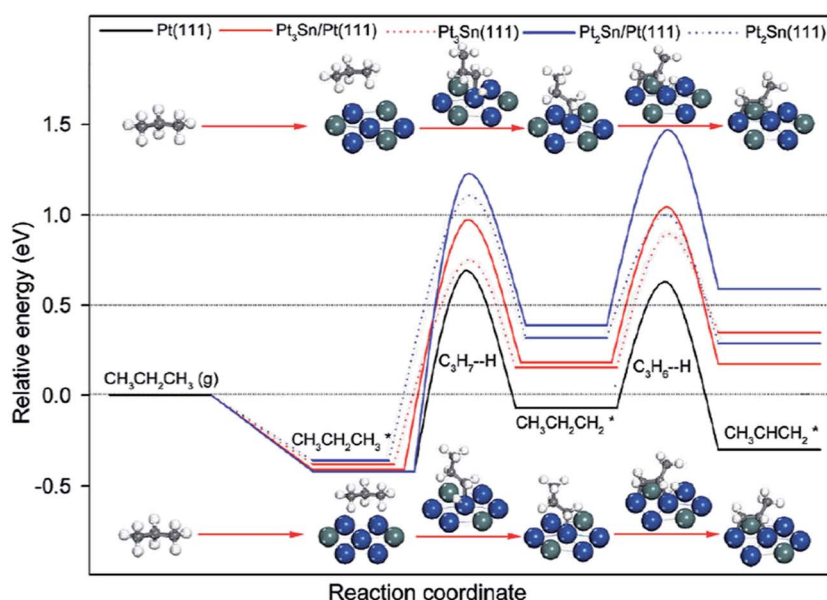 Pt(111) Pt₃Sn/Pt(111) Pt₃Sn(111) Pt₂Sn/Pt(111) Pt₂Sn(111)
Relative energy (eV)
1.5
1.0
0.5
0.0
-0.5
CH₃CH₂CH₃ (g)
CH₃CH₂CH₃ *
C₃H₇--H
CH₃CH₂CH₂ *
C₃H₆--H
CH₃CHCH₂ *
Reaction coordinate